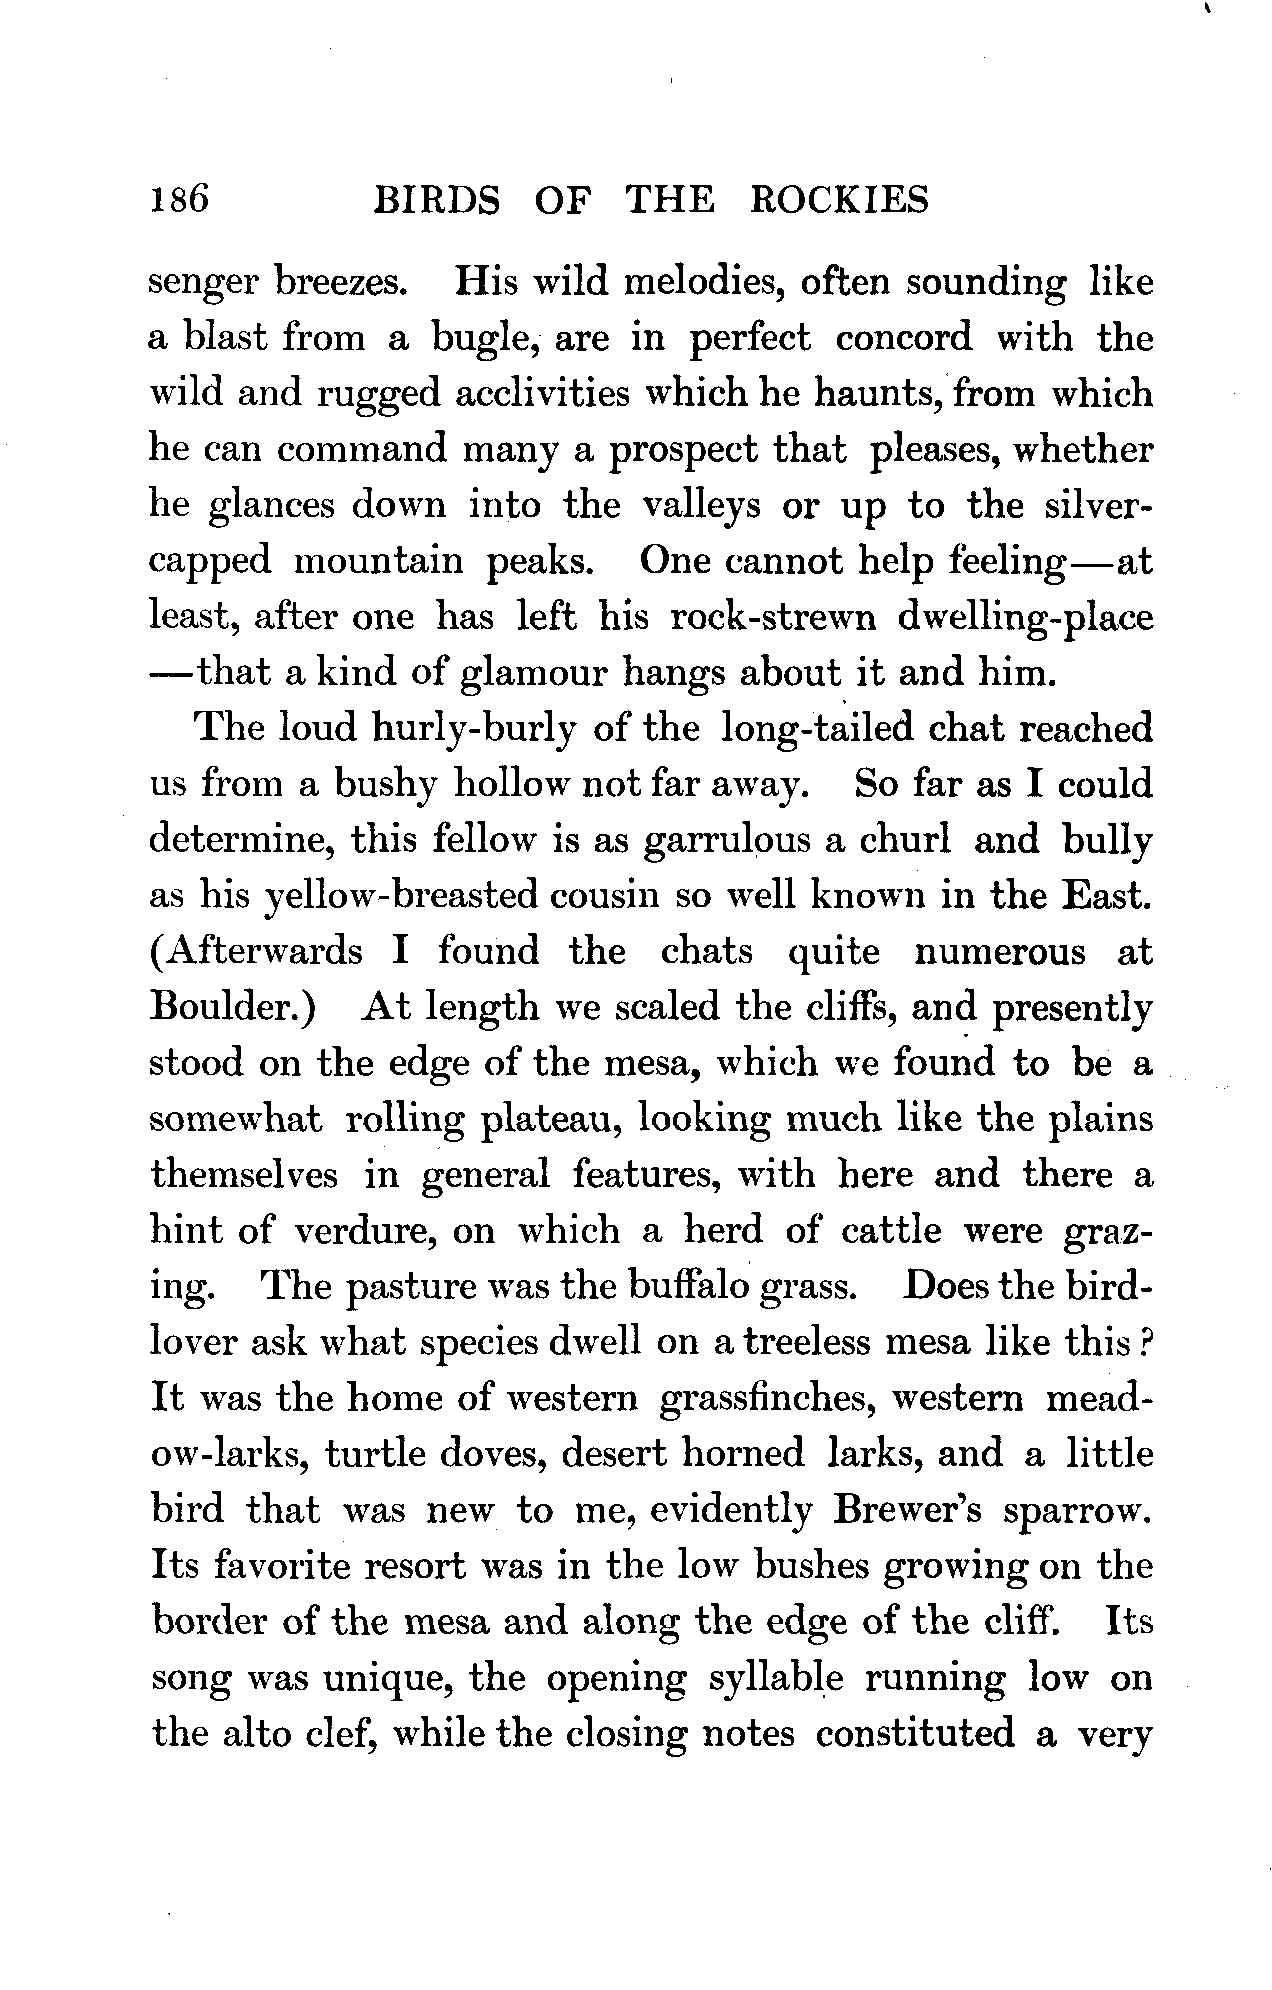 186 BIRDS OF THE ROCKIES
senger breezes. His wild melodies, often sounding like
a blast from a bugle, are in perfect concord with the
wild and rugged acclivities which he haunts, from which
he can command many a prospect that pleases, whether
he glances down into the valleys or up to the silver-
capped mountain peaks. One cannot help feeling—at
least, after one has left his rock-strewn dwelling-place
—that a kind of glamour hangs about it and him.
The loud hurly-burly of the long-tailed chat reached
us from a bushy hollow not far away. So far as I could
determine, this fellow is as garrulous a churl and bully
as his yellow-breasted cousin so well known in the East.
(Afterwards I found the chats quite numerous at
Boulder.) At length we scaled the cliffs, and presently
stood on the edge of the mesa, which we found to be a
somewhat rolling plateau, looking much like the plains
themselves in general features, with here and there a
hint of verdure, on which a herd of cattle were graz-
ing. The pasture was the buffalo grass. Does the bird-
lover ask what species dwell on a treeless mesa like this?
It was the home of western grassfinches, western mead-
ow-larks, turtle doves, desert horned larks, and a little
bird that was new to me, evidently Brewer's sparrow.
Its favorite resort was in the low bushes growing on the
border of the mesa and along the edge of the cliff. Its
song was unique, the opening syllable running low on
the alto clef, while the closing notes constituted a very